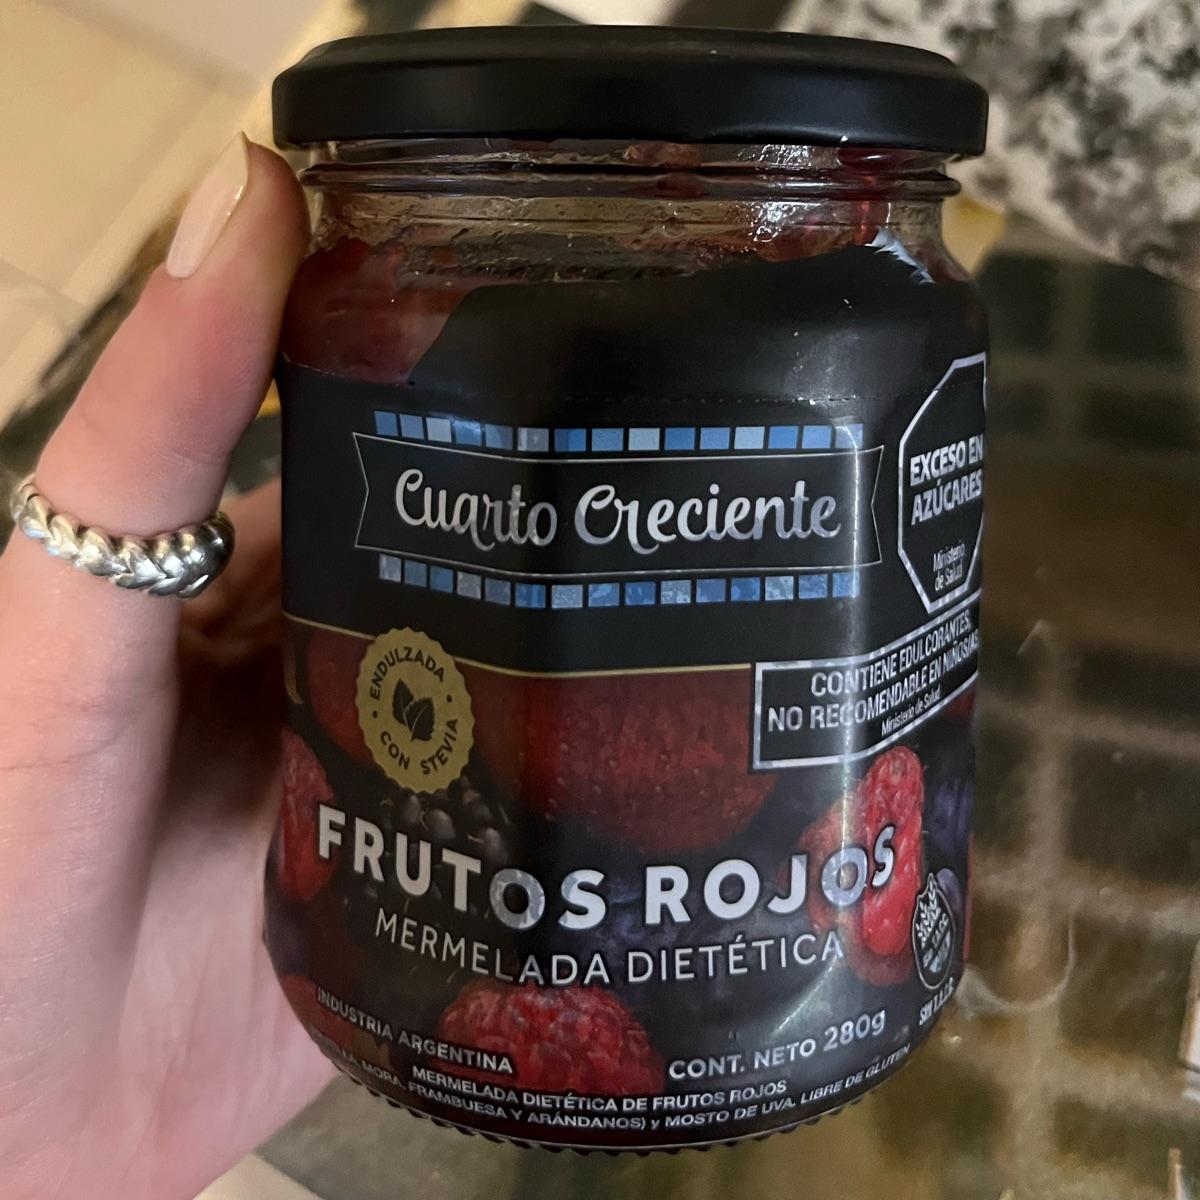 Cuarto Creciente
EXCESO EN
AZÚCARES
Ministerio
de Salud
CONTIENE EDULCORANTES,
NO RECOMENDABLE EN NIÑOS/AS
Ministerio de Salud
ENDULZADA
CON STEVIA
FRUTOS ROJOS
MERMELADA DIETÉTICA
SIN T.A.C.C.
INDUSTRIA ARGENTINA
CONT. NETO 280g
MERMELADA DIETÉTICA DE FRUTOS ROJOS
MORA, FRAMBUESA Y ARÁNDANOS) y MOSTO DE UVA. LIBRE DE GLUTEN